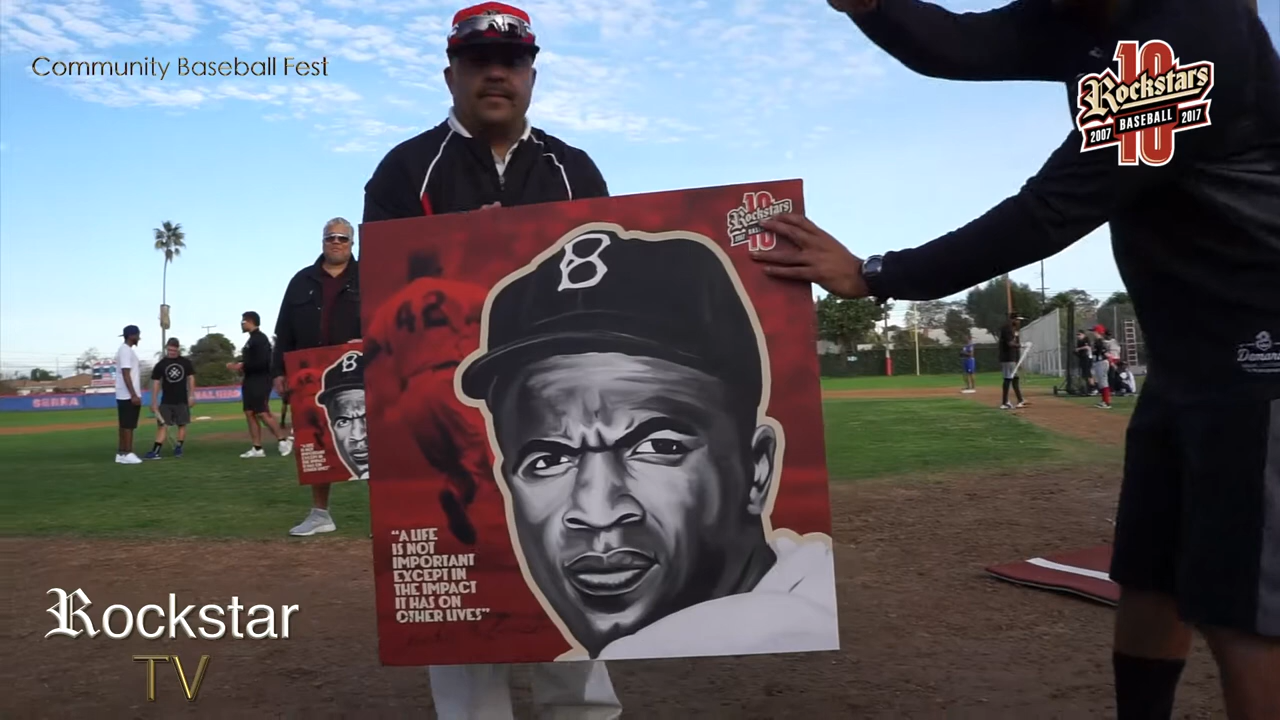 Community Baseball Fest
10
Rockstars
2007 BASEBALL 2017
10
Rockstars
B
42
B
SERRA
"A LIFE
IS NOT
IMPORTANT
EXCEPT IN
THE IMPACT
IT HAS ON
OTHER LIVES"
Rockstar
TV